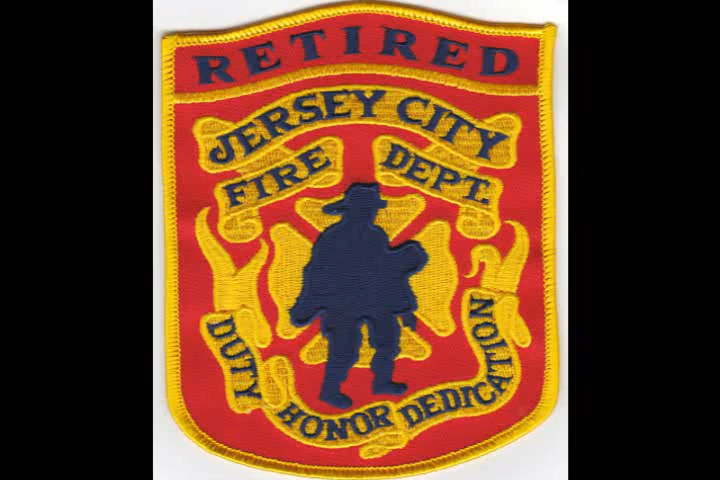 RETIRED
JERSEY CITY
FIRE DEPT.
DUTY HONOR DEDICATION